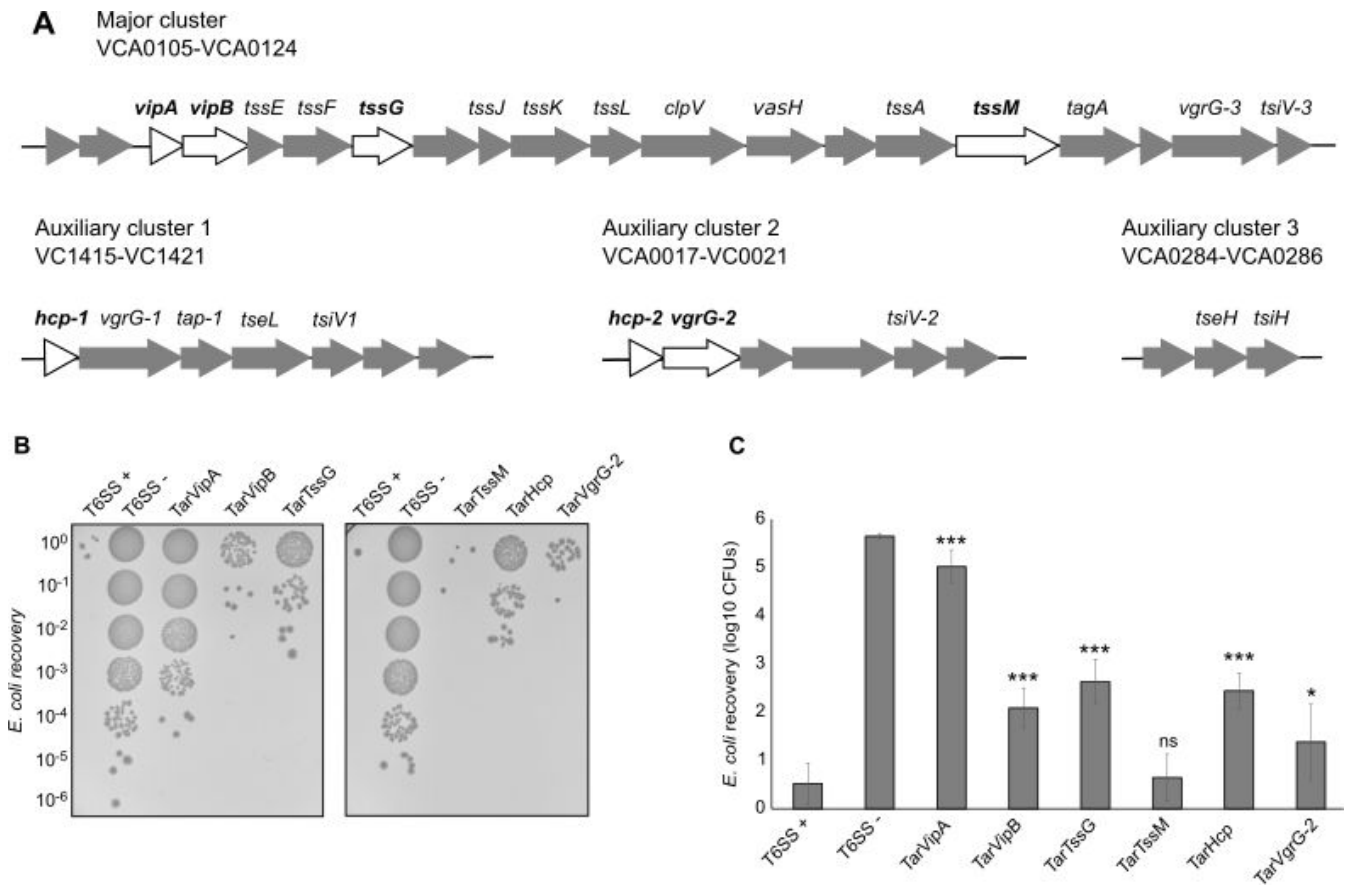 A
Major cluster
VCA0105-VCA0124
vipA vipB tssE tssF tssG tssJ tssK tssL clpV vasH tssA tssM tagA vgrG-3 tsiV-3
Auxiliary cluster 1
VC1415-VC1421
Auxiliary cluster 2
VCA0017-VC0021
Auxiliary cluster 3
VCA0284-VCA0286
hcp-1 vgrG-1 tap-1 tseL tsiV1
hcp-2 vgrG-2 tsiV-2
tseH tsiH
B
T6SS + T6SS - TarVipA TarVipB TarTssG
T6SS + T6SS - TarTssM TarHcp TarVgrG-2
E. coli recovery
10⁰
10⁻¹
10⁻²
10⁻³
10⁻⁴
10⁻⁵
10⁻⁶
C
E. coli recovery (log10 CFUs)
6
5
4
3
2
1
0
*** *** *** ns *** *
T6SS + T6SS - TarVipA TarVipB TarTssG TarTssM TarHcp TarVgrG-2